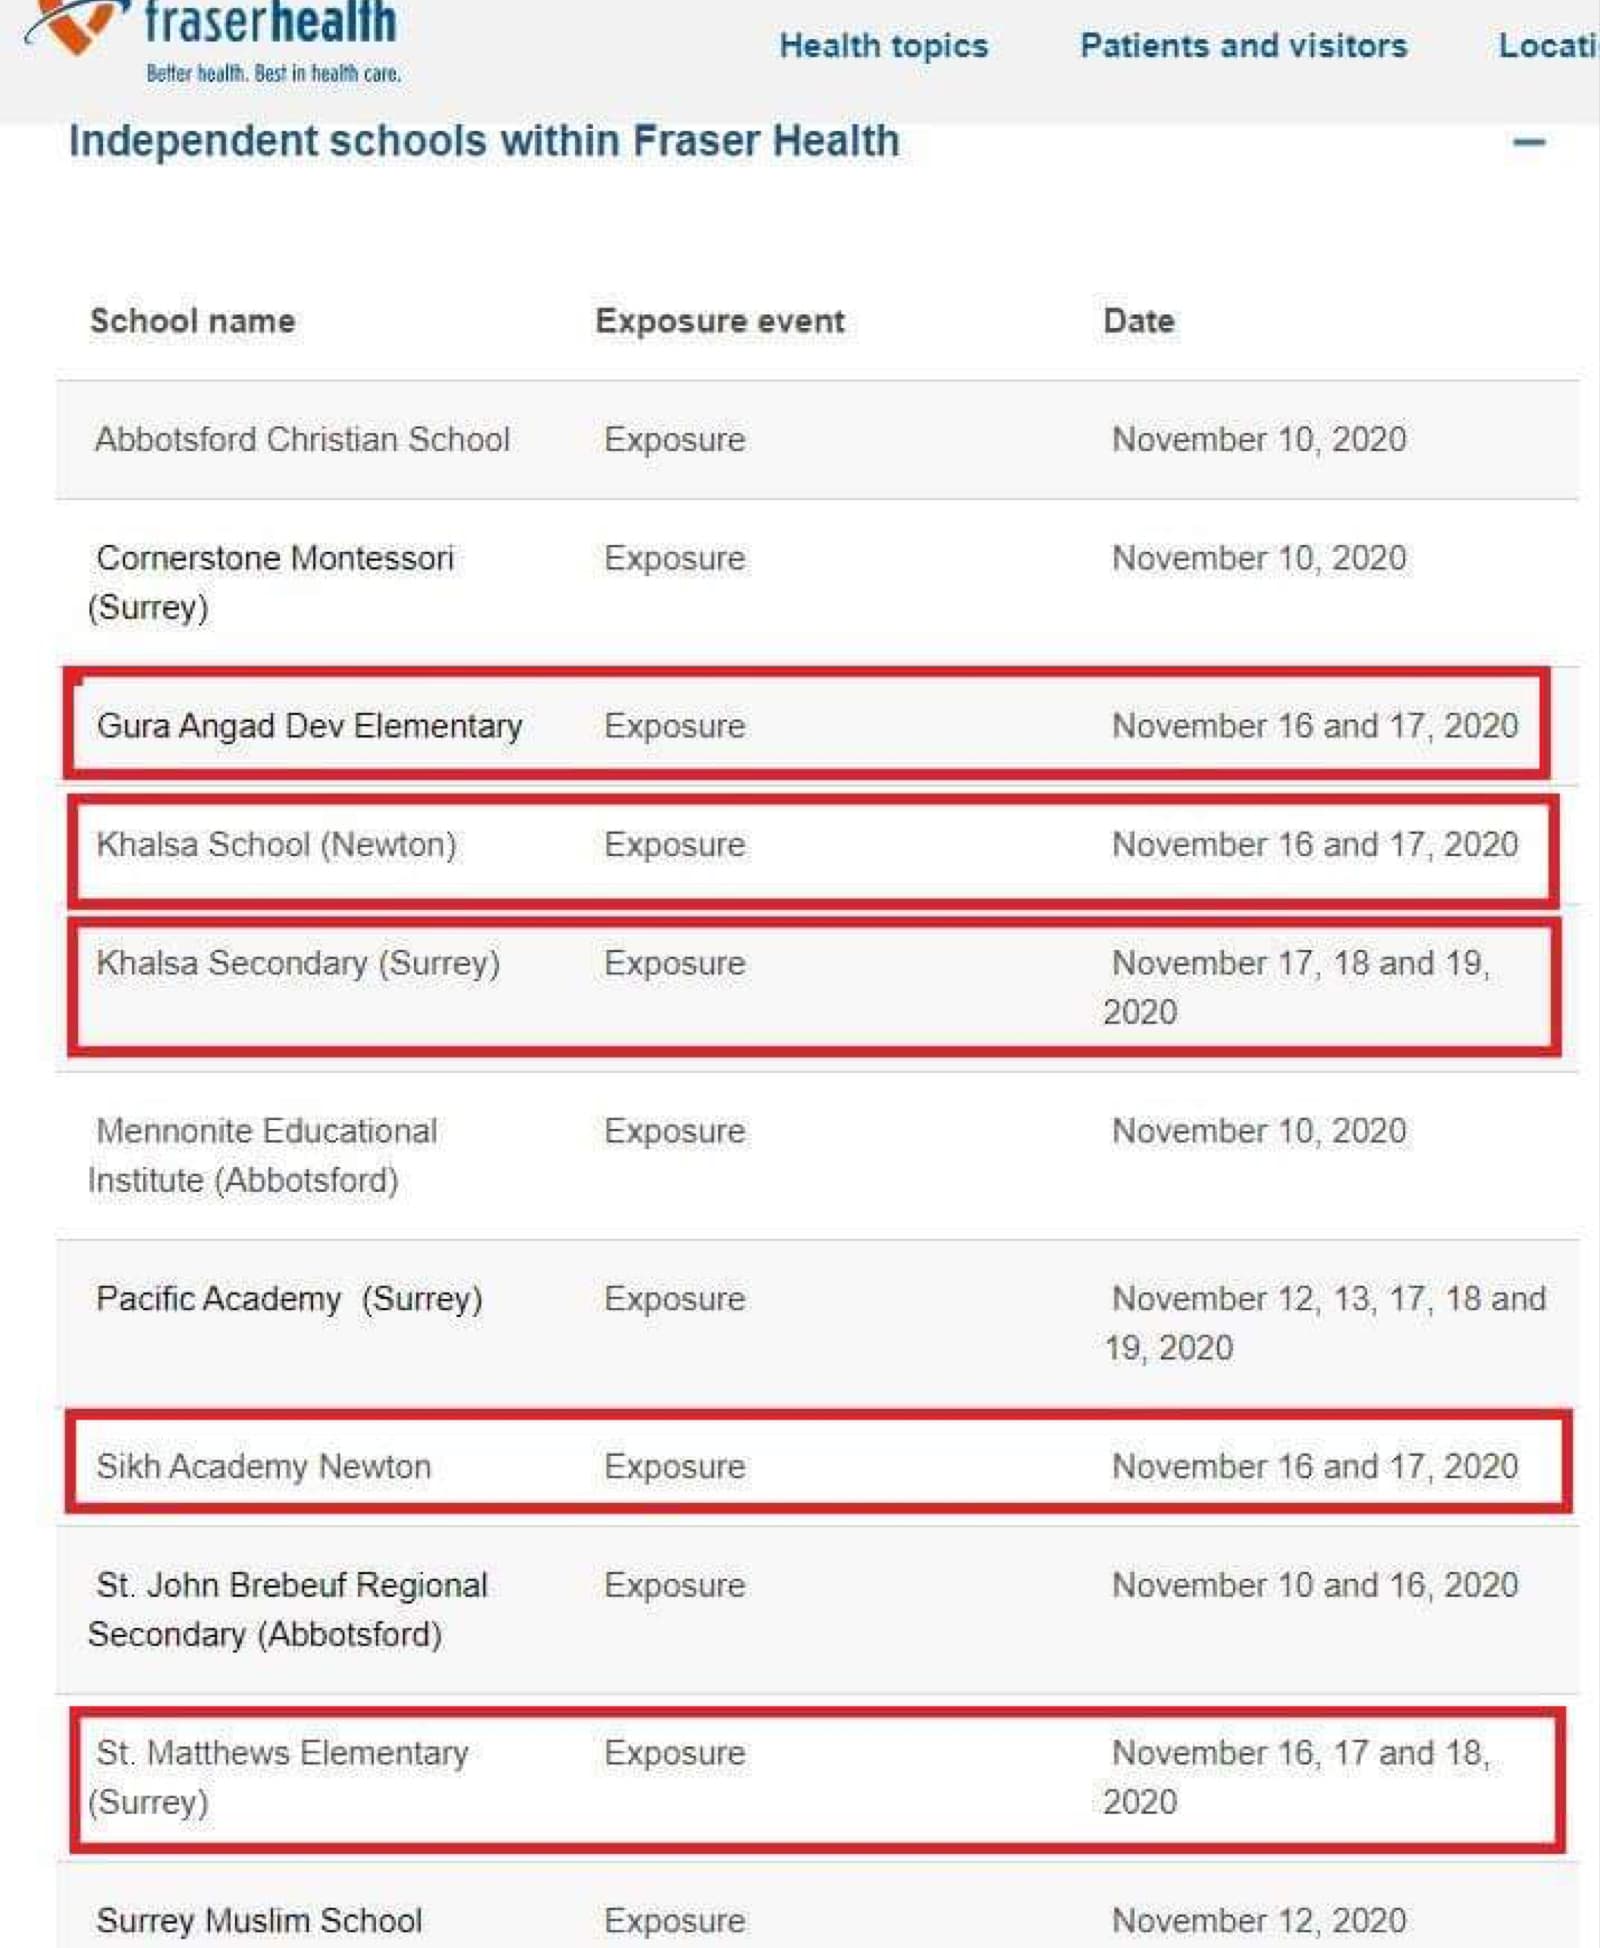 fraserhealth
Better health. Best in health care.
Health topics Patients and visitors Locati
Independent schools within Fraser Health
School name Exposure event Date
Abbotsford Christian School Exposure November 10, 2020
Cornerstone Montessori Exposure November 10, 2020
(Surrey)
Gura Angad Dev Elementary Exposure November 16 and 17, 2020
Khalsa School (Newton) Exposure November 16 and 17, 2020
Khalsa Secondary (Surrey) Exposure November 17, 18 and 19,
2020
Mennonite Educational Exposure November 10, 2020
Institute (Abbotsford)
Pacific Academy (Surrey) Exposure November 12, 13, 17, 18 and
19, 2020
Sikh Academy Newton Exposure November 16 and 17, 2020
St. John Brebeuf Regional Exposure November 10 and 16, 2020
Secondary (Abbotsford)
St. Matthews Elementary Exposure November 16, 17 and 18,
(Surrey) 2020
Surrey Muslim School Exposure November 12, 2020